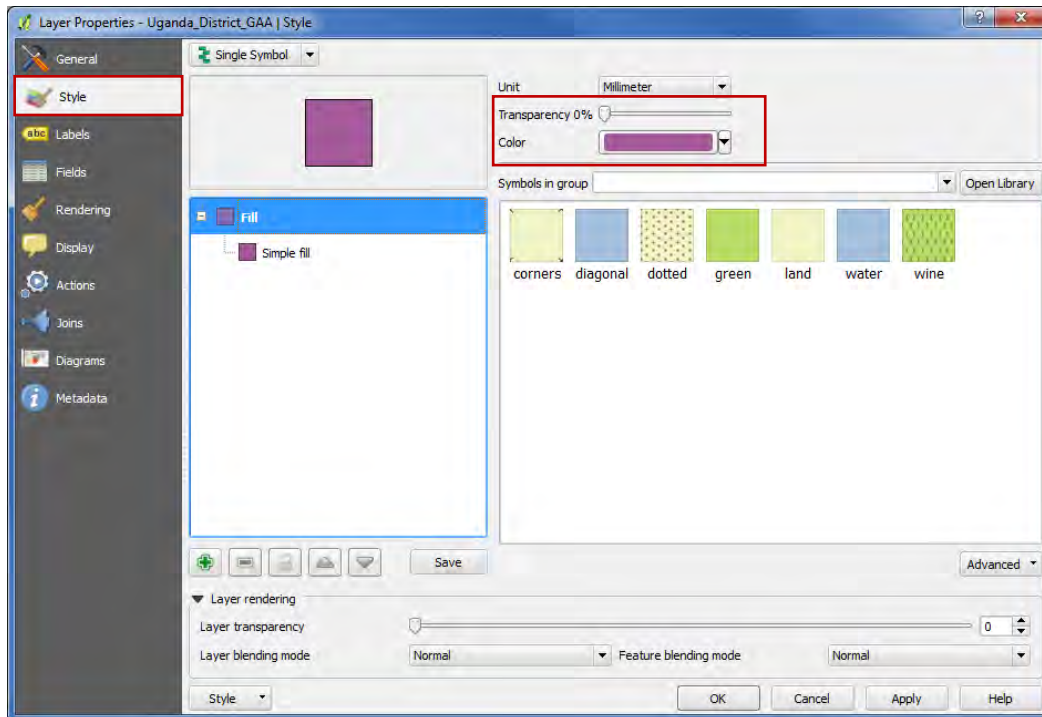 Layer Properties - Uganda_District_GAA | Style
General
Style
Labels
Fields
Rendering
Display
Actions
Joins
Diagrams
Metadata
Single Symbol
Unit Millimeter
Transparency 0%
Color
Symbols in group Open Library
Fill
Simple fill
corners diagonal dotted green land water wine
Save
Advanced
Layer rendering
Layer transparency 0
Layer blending mode Normal Feature blending mode Normal
Style OK Cancel Apply Help
abc
i
?